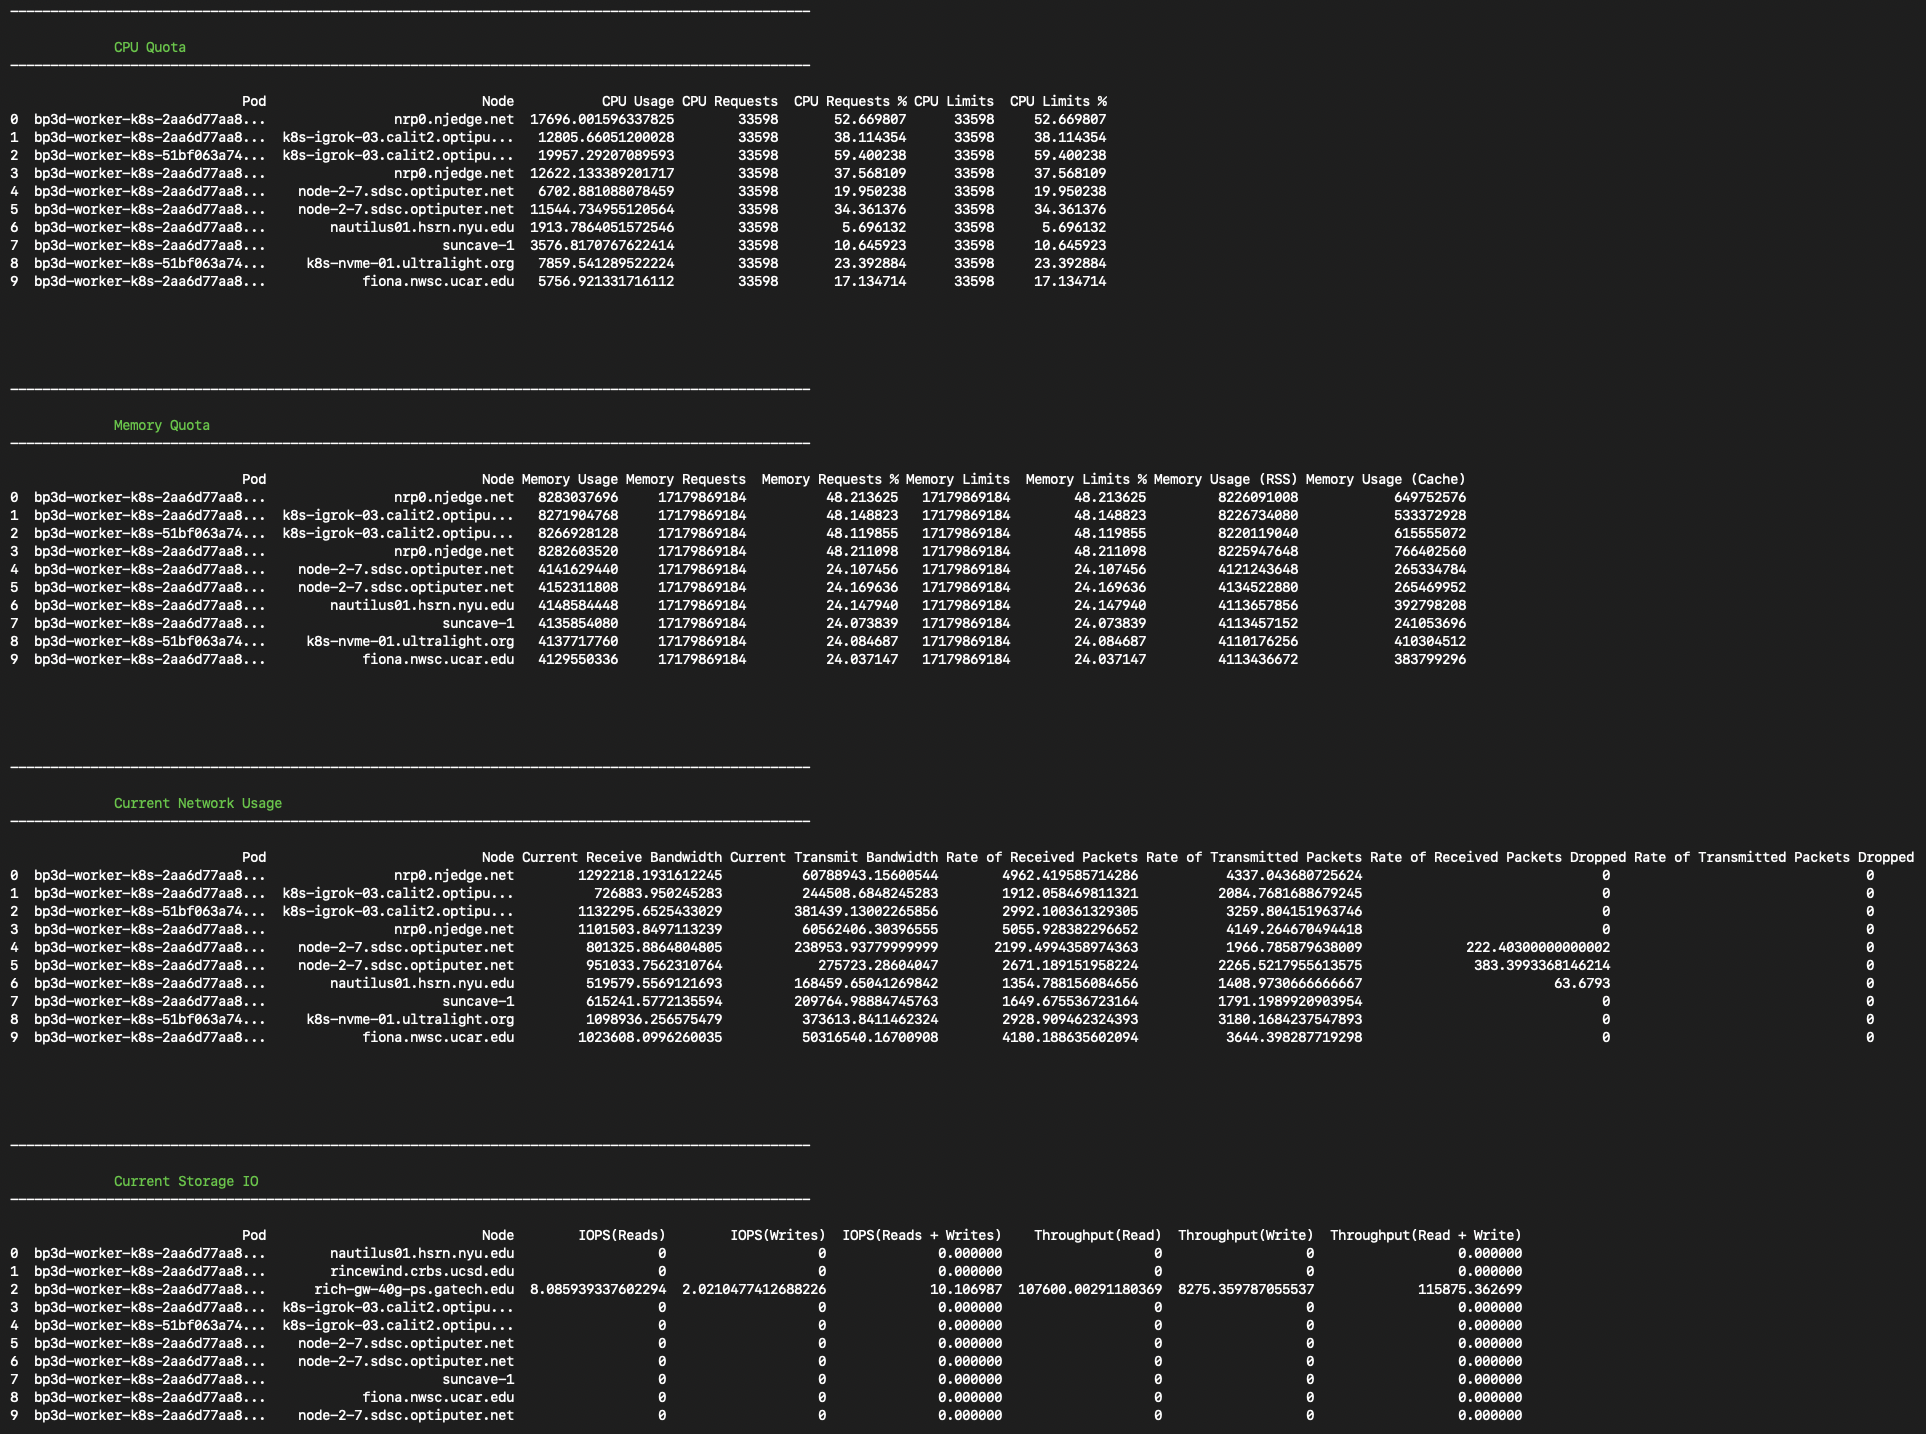 CPU Quota
Pod Node CPU Usage CPU Requests CPU Requests % CPU Limits CPU Limits %
0 bp3d-worker-k8s-2aa6d77aa8... nrp0.njedge.net 17696.001596337825 33598 52.669807 33598 52.669807
1 bp3d-worker-k8s-2aa6d77aa8... k8s-igrok-03.calit2.optipu... 12805.66051200028 33598 38.114354 33598 38.114354
2 bp3d-worker-k8s-51bf063a74... k8s-igrok-03.calit2.optipu... 19957.29207089593 33598 59.400238 33598 59.400238
3 bp3d-worker-k8s-2aa6d77aa8... nrp0.njedge.net 12622.133389201717 33598 37.568109 33598 37.568109
4 bp3d-worker-k8s-2aa6d77aa8... node-2-7.sdsc.optiputer.net 6702.881088078459 33598 19.950238 33598 19.950238
5 bp3d-worker-k8s-2aa6d77aa8... node-2-7.sdsc.optiputer.net 11544.734955120564 33598 34.361376 33598 34.361376
6 bp3d-worker-k8s-2aa6d77aa8... nautilus01.hsrn.nyu.edu 1913.7864051572546 33598 5.696132 33598 5.696132
7 bp3d-worker-k8s-2aa6d77aa8... suncave-1 3576.8170767622414 33598 10.645923 33598 10.645923
8 bp3d-worker-k8s-51bf063a74... k8s-nvme-01.ultralight.org 7859.541289522224 33598 23.392884 33598 23.392884
9 bp3d-worker-k8s-2aa6d77aa8... fiona.nwsc.ucar.edu 5756.921331716112 33598 17.134714 33598 17.134714
Memory Quota
Pod Node Memory Usage Memory Requests Memory Requests % Memory Limits Memory Limits % Memory Usage (RSS) Memory Usage (Cache)
0 bp3d-worker-k8s-2aa6d77aa8... nrp0.njedge.net 8283037696 17179869184 48.213625 17179869184 48.213625 8226091008 649752576
1 bp3d-worker-k8s-2aa6d77aa8... k8s-igrok-03.calit2.optipu... 8271904768 17179869184 48.148823 17179869184 48.148823 8226734080 533372928
2 bp3d-worker-k8s-51bf063a74... k8s-igrok-03.calit2.optipu... 8266928128 17179869184 48.119855 17179869184 48.119855 8220119040 615555072
3 bp3d-worker-k8s-2aa6d77aa8... nrp0.njedge.net 8282603520 17179869184 48.211098 17179869184 48.211098 8225947648 766402560
4 bp3d-worker-k8s-2aa6d77aa8... node-2-7.sdsc.optiputer.net 4141629440 17179869184 24.107456 17179869184 24.107456 4121243648 265334784
5 bp3d-worker-k8s-2aa6d77aa8... node-2-7.sdsc.optiputer.net 4152311808 17179869184 24.169636 17179869184 24.169636 4134522880 265469952
6 bp3d-worker-k8s-2aa6d77aa8... nautilus01.hsrn.nyu.edu 4148584448 17179869184 24.147940 17179869184 24.147940 4113657856 392798208
7 bp3d-worker-k8s-2aa6d77aa8... suncave-1 4135854080 17179869184 24.073839 17179869184 24.073839 4113457152 241053696
8 bp3d-worker-k8s-51bf063a74... k8s-nvme-01.ultralight.org 4137717760 17179869184 24.084687 17179869184 24.084687 4110176256 410304512
9 bp3d-worker-k8s-2aa6d77aa8... fiona.nwsc.ucar.edu 4129550336 17179869184 24.037147 17179869184 24.037147 4113436672 383799296
Current Network Usage
Pod Node Current Receive Bandwidth Current Transmit Bandwidth Rate of Received Packets Rate of Transmitted Packets Rate of Received Packets Dropped Rate of Transmitted Packets Dropped
0 bp3d-worker-k8s-2aa6d77aa8... nrp0.njedge.net 1292218.1931612245 60788943.15600544 4962.419585714286 4337.043680725624 0 0
1 bp3d-worker-k8s-2aa6d77aa8... k8s-igrok-03.calit2.optipu... 726883.950245283 244508.6848245283 1912.058469811321 2084.7681688679245 0 0
2 bp3d-worker-k8s-51bf063a74... k8s-igrok-03.calit2.optipu... 1132295.6525433029 381439.13002265856 2992.100361329305 3259.804151963746 0 0
3 bp3d-worker-k8s-2aa6d77aa8... nrp0.njedge.net 1101503.8497113239 60562406.30396555 5055.928382296652 4149.264670494418 0 0
4 bp3d-worker-k8s-2aa6d77aa8... node-2-7.sdsc.optiputer.net 801325.8864804805 238953.93779999999 2199.4994358974363 1966.785879638009 222.40300000000002 0
5 bp3d-worker-k8s-2aa6d77aa8... node-2-7.sdsc.optiputer.net 951033.7562310764 275723.28604047 2671.189151958224 2265.5217955613575 383.3993368146214 0
6 bp3d-worker-k8s-2aa6d77aa8... nautilus01.hsrn.nyu.edu 519579.5569121693 168459.65041269842 1354.788156084656 1408.9730666666667 63.6793 0
7 bp3d-worker-k8s-2aa6d77aa8... suncave-1 615241.5772135594 209764.98884745763 1649.675536723164 1791.1989920903954 0 0
8 bp3d-worker-k8s-51bf063a74... k8s-nvme-01.ultralight.org 1098936.256575479 373613.8411462324 2928.909462324393 3180.1684237547893 0 0
9 bp3d-worker-k8s-2aa6d77aa8... fiona.nwsc.ucar.edu 1023608.0996260035 50316540.16700908 4180.188635602094 3644.398287719298 0 0
Current Storage IO
Pod Node IOPS(Reads) IOPS(Writes) IOPS(Reads + Writes) Throughput(Read) Throughput(Write) Throughput(Read + Write)
0 bp3d-worker-k8s-2aa6d77aa8... nautilus01.hsrn.nyu.edu 0 0 0.000000 0 0 0.000000
1 bp3d-worker-k8s-2aa6d77aa8... rincewind.crbs.ucsd.edu 0 0 0.000000 0 0 0.000000
2 bp3d-worker-k8s-2aa6d77aa8... rich-gw-40g-ps.gatech.edu 8.085939337602294 2.0210477412688226 10.106987 107600.00291180369 8275.359787055537 115875.362699
3 bp3d-worker-k8s-2aa6d77aa8... k8s-igrok-03.calit2.optipu... 0 0 0.000000 0 0 0.000000
4 bp3d-worker-k8s-51bf063a74... k8s-igrok-03.calit2.optipu... 0 0 0.000000 0 0 0.000000
5 bp3d-worker-k8s-2aa6d77aa8... node-2-7.sdsc.optiputer.net 0 0 0.000000 0 0 0.000000
6 bp3d-worker-k8s-2aa6d77aa8... node-2-7.sdsc.optiputer.net 0 0 0.000000 0 0 0.000000
7 bp3d-worker-k8s-2aa6d77aa8... suncave-1 0 0 0.000000 0 0 0.000000
8 bp3d-worker-k8s-2aa6d77aa8... fiona.nwsc.ucar.edu 0 0 0.000000 0 0 0.000000
9 bp3d-worker-k8s-2aa6d77aa8... node-2-7.sdsc.optiputer.net 0 0 0.000000 0 0 0.000000